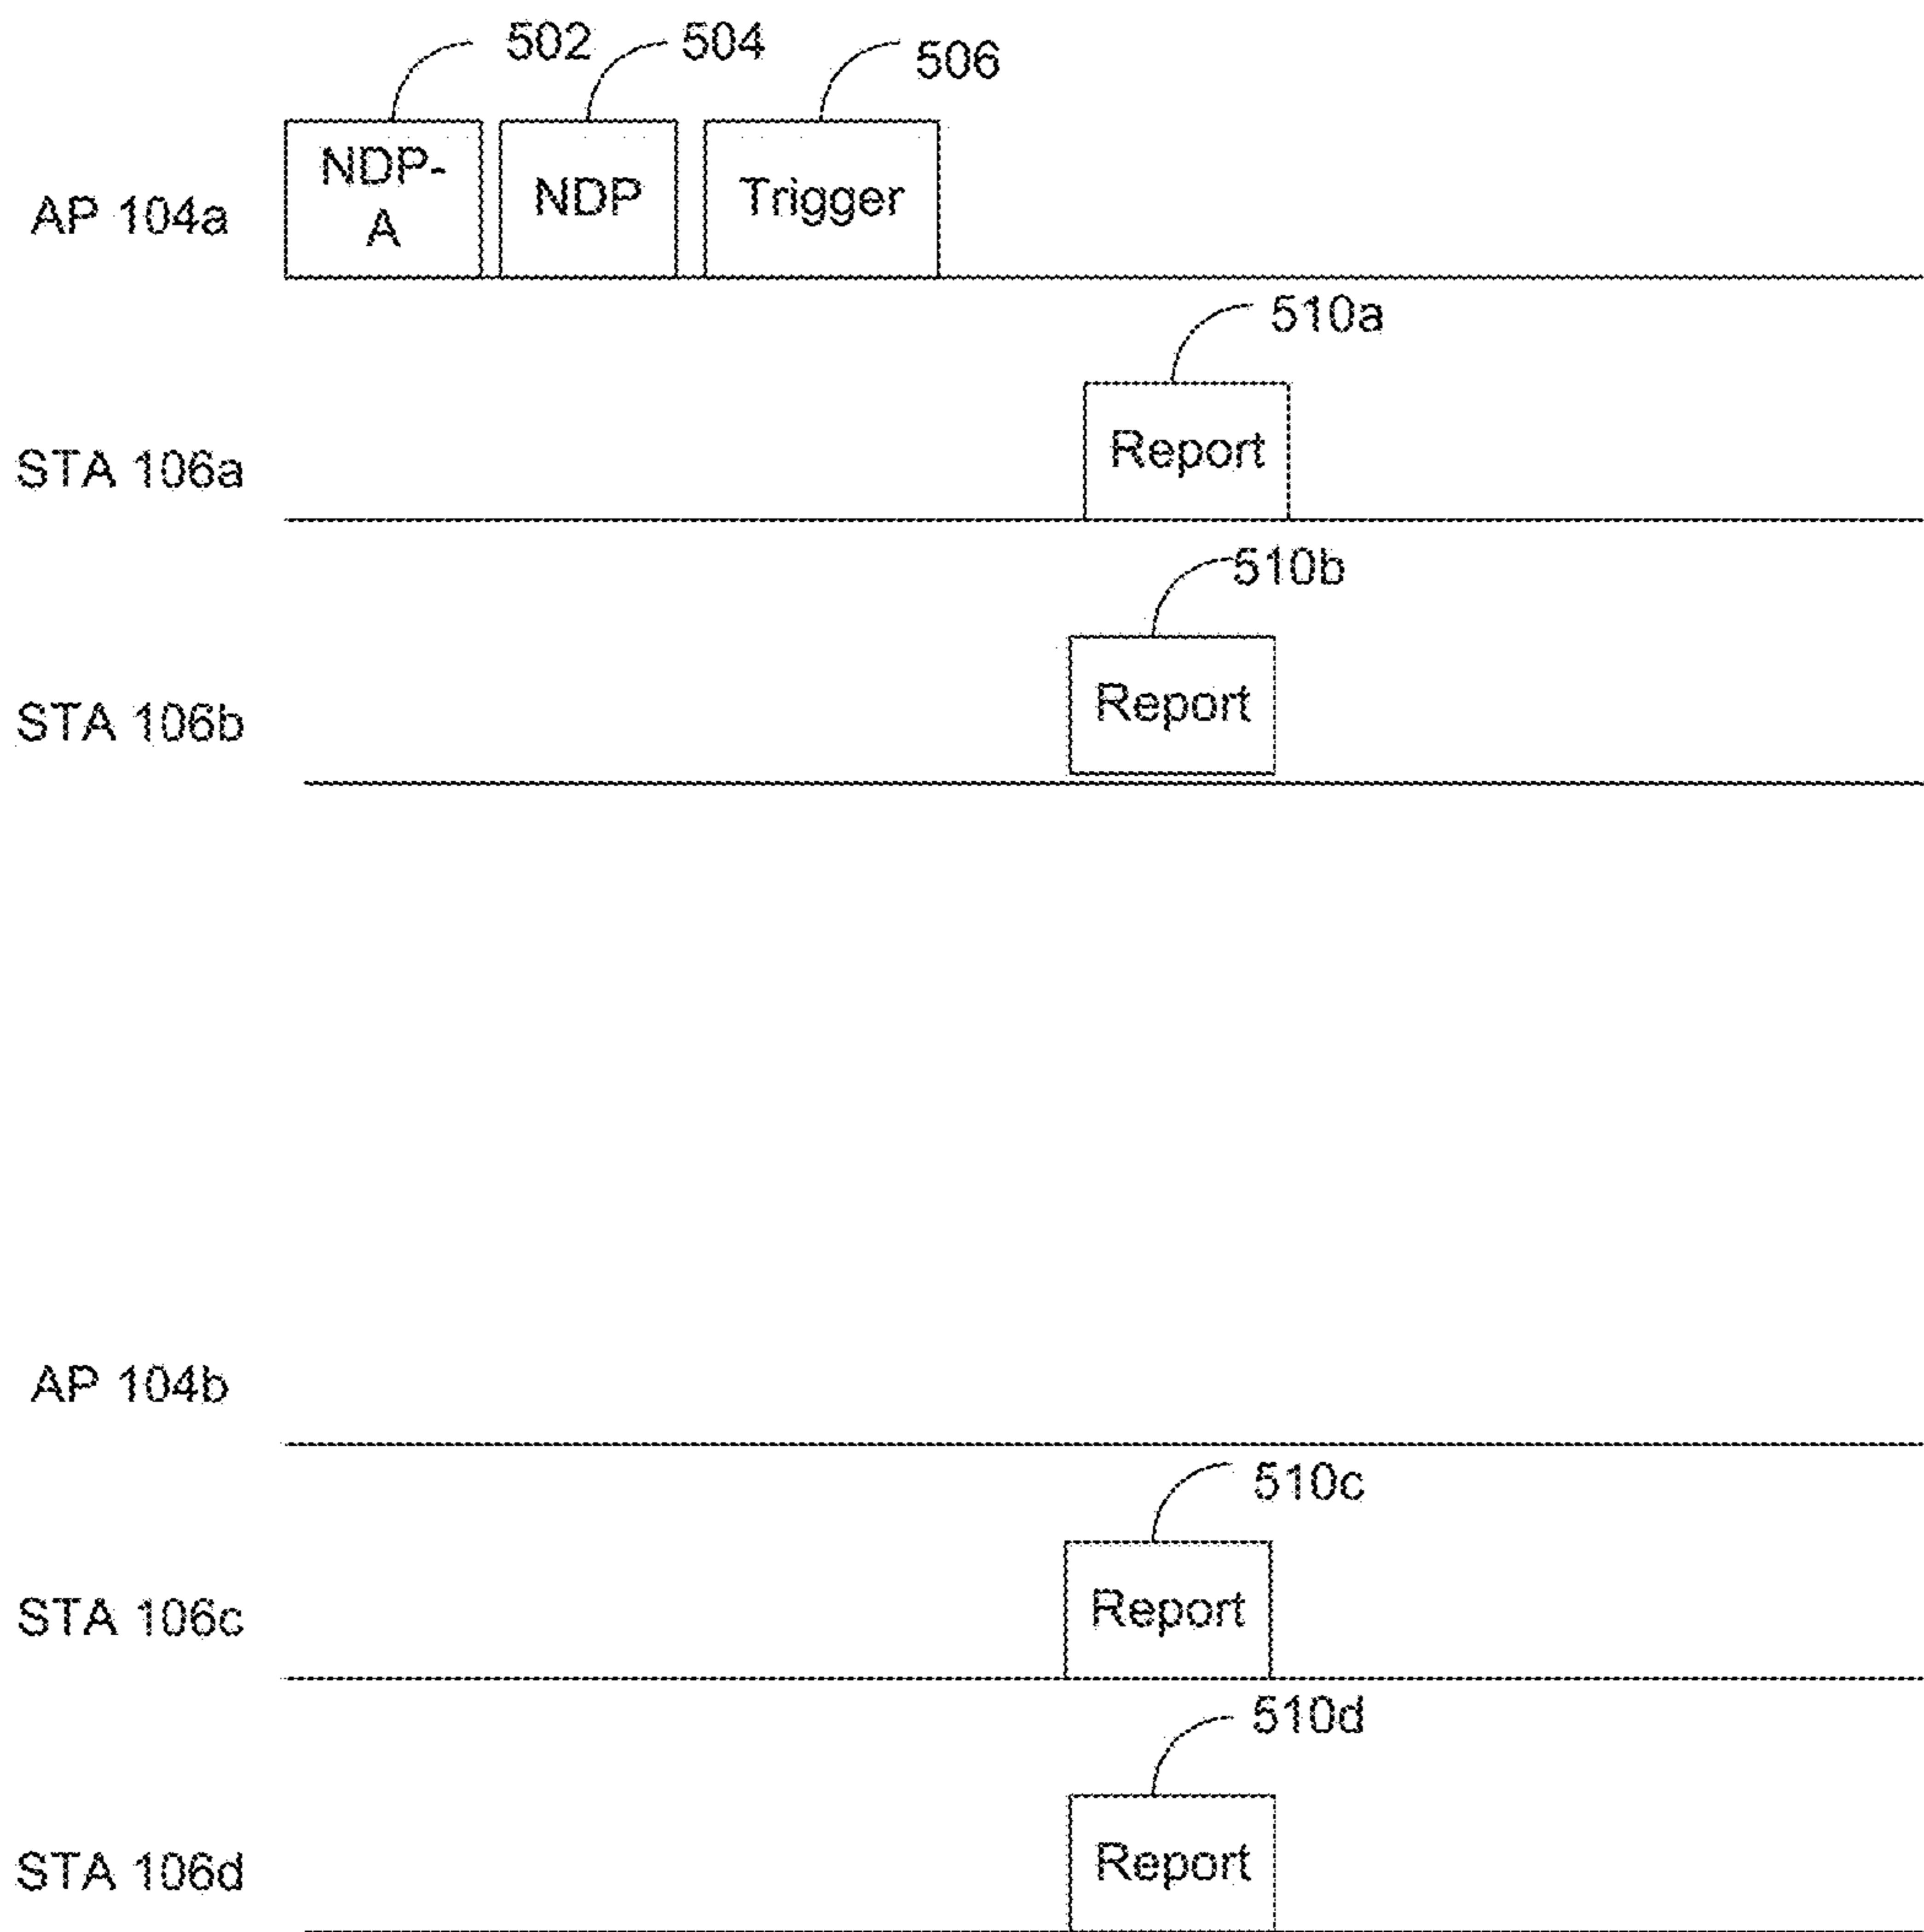 502
504
506
AP 104a
NDP-
A
NDP
Trigger
510a
STA 106a
Report
510b
STA 106b
Report
AP 104b
510c
STA 106c
Report
510d
STA 106d
Report